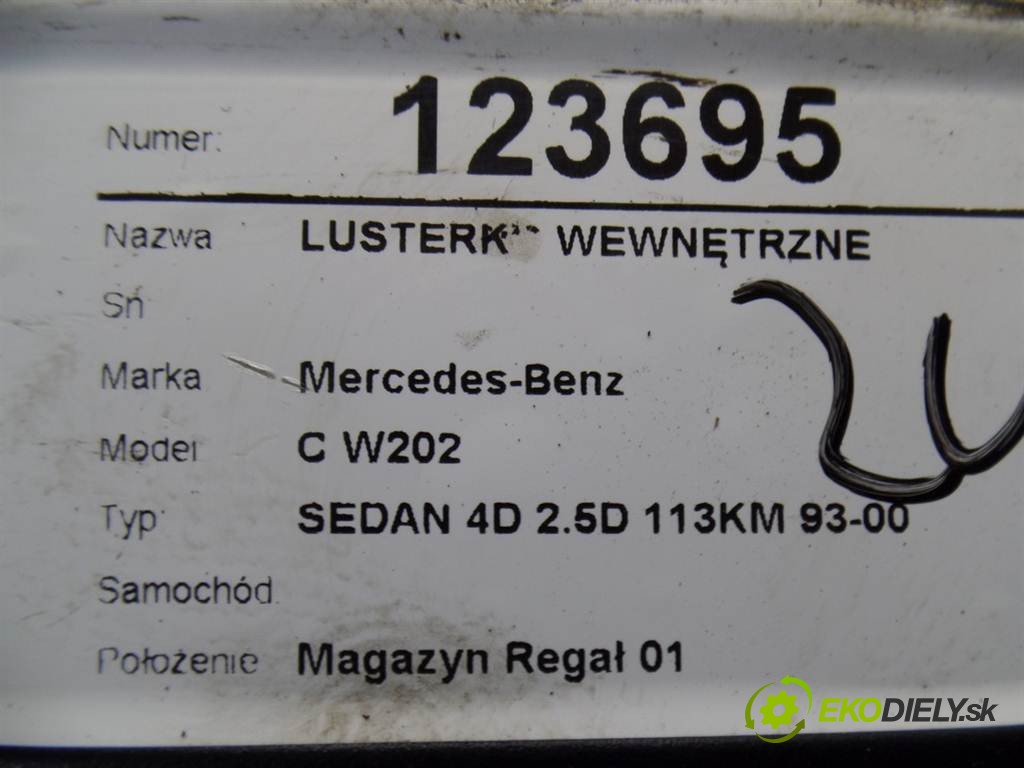 Numer: 123695
Nazwa LUSTERK WEWNĘTRZNE
Sn
Marka Mercedes-Benz
Model C W202
Typ SEDAN 4D 2.5D 113KM 93-00
Samochód
Położenie Magazyn Regał 01
EKODIELY.sk